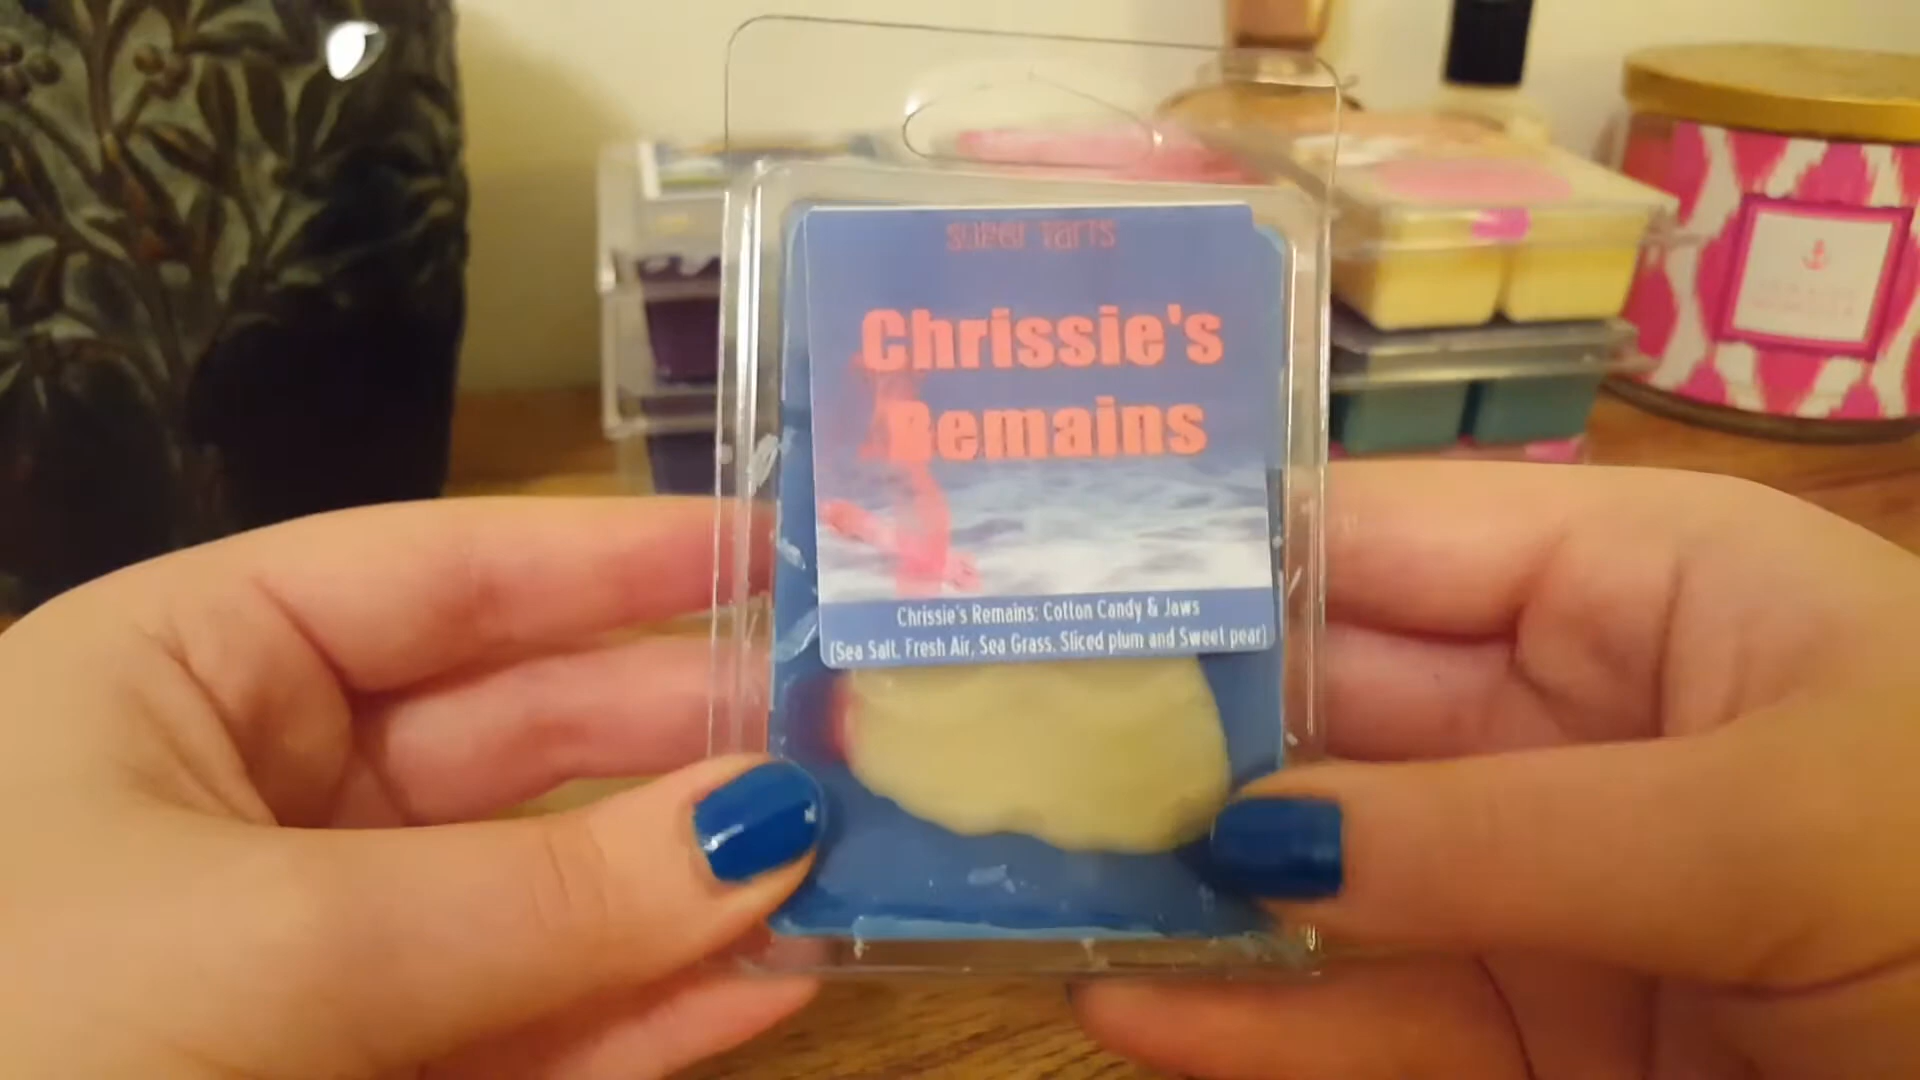 Chrissie's
Remains
Chrissie's Remains: Cotton Candy & Jaws
(Sea Salt, Fresh Air, Sea Grass, Sliced plum and Sweet pear)